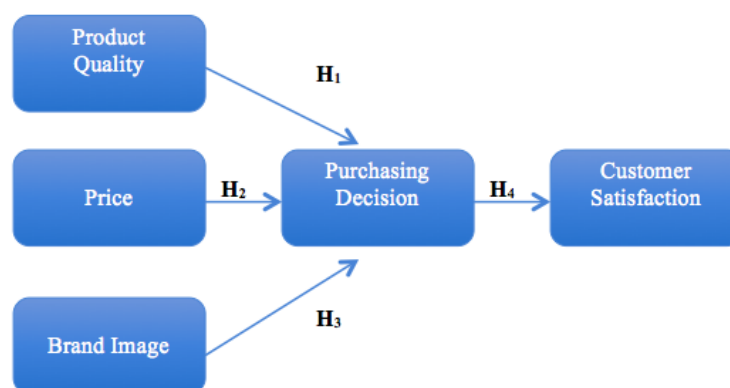 Product
Quality
H₁
Price
H₂
Purchasing
Decision
H₄
Customer
Satisfaction
H₃
Brand Image